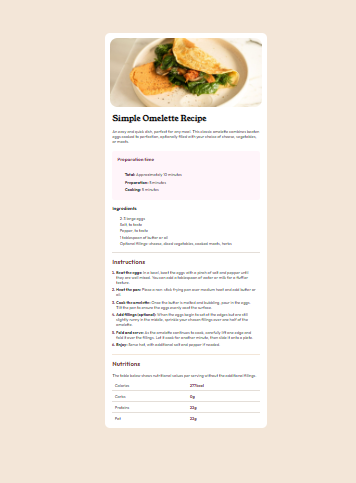 Simple Omelette Recipe
An easy and quick dish, perfect for any meal. This classic omelette combines beaten
eggs cooked to perfection, optionally filled with your choice of cheese, vegetables,
or meats.
Preparation time
Total: Approximately 10 minutes
Preparation: 5 minutes
Cooking: 5 minutes
Ingredients
2-3 large eggs
Salt, to taste
Pepper, to taste
1 tablespoon of butter or oil
Optional fillings: cheese, diced vegetables, cooked meats, herbs
Instructions
1. Beat the eggs: In a bowl, beat the eggs with a pinch of salt and pepper until
they are well mixed. You can add a tablespoon of water or milk for a fluffier
texture.
2. Heat the pan: Place a non-stick frying pan over medium heat and add butter or
oil.
3. Cook the omelette: Once the butter is melted and bubbling, pour in the eggs.
Tilt the pan to ensure the eggs evenly coat the surface.
4. Add fillings (optional): When the eggs begin to set at the edges but are still
slightly runny in the middle, sprinkle your chosen fillings over one half of the
omelette.
5. Fold and serve: As the omelette continues to cook, carefully lift one edge and
fold it over the fillings. Let it cook for another minute, then slide it onto a plate.
6. Enjoy: Serve hot, with additional salt and pepper if needed.
Nutritions
The table below shows nutritional values per serving without the additional fillings.
Calories 277kcal
Carbs 0g
Proteins 22g
Fat 22g